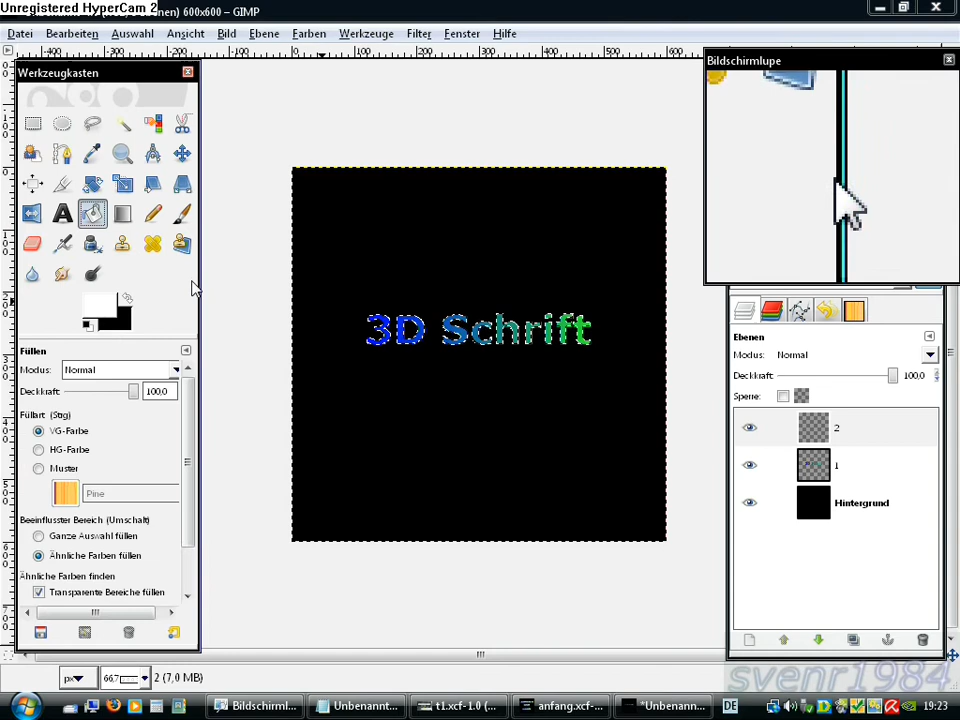 Unregistered HyperCam 2
600x600 – GIMP
Datei Bearbeiten Auswahl Ansicht Bild Ebene Farben Werkzeuge Filter Fenster Hilfe
Werkzeugkasten
Bildschirmlupe
3D Schrift
Füllen
Modus: Normal
Deckkraft: 100,0
Füllart (Strg)
VG-Farbe
HG-Farbe
Muster
Pine
Beeinflusster Bereich (Umschalt)
Ganze Auswahl füllen
Ähnliche Farben füllen
Ähnliche Farben finden
Transparente Bereiche füllen
Ebenen
Modus: Normal
Deckkraft: 100,0
Sperre:
2
1
Hintergrund
px 66,7 2 (7,0 MB)
svenr1984
Bildschirml... Unbenannt... t1.xcf-1.0 (... anfang.xcf-... *Unbenann... DE 19:23